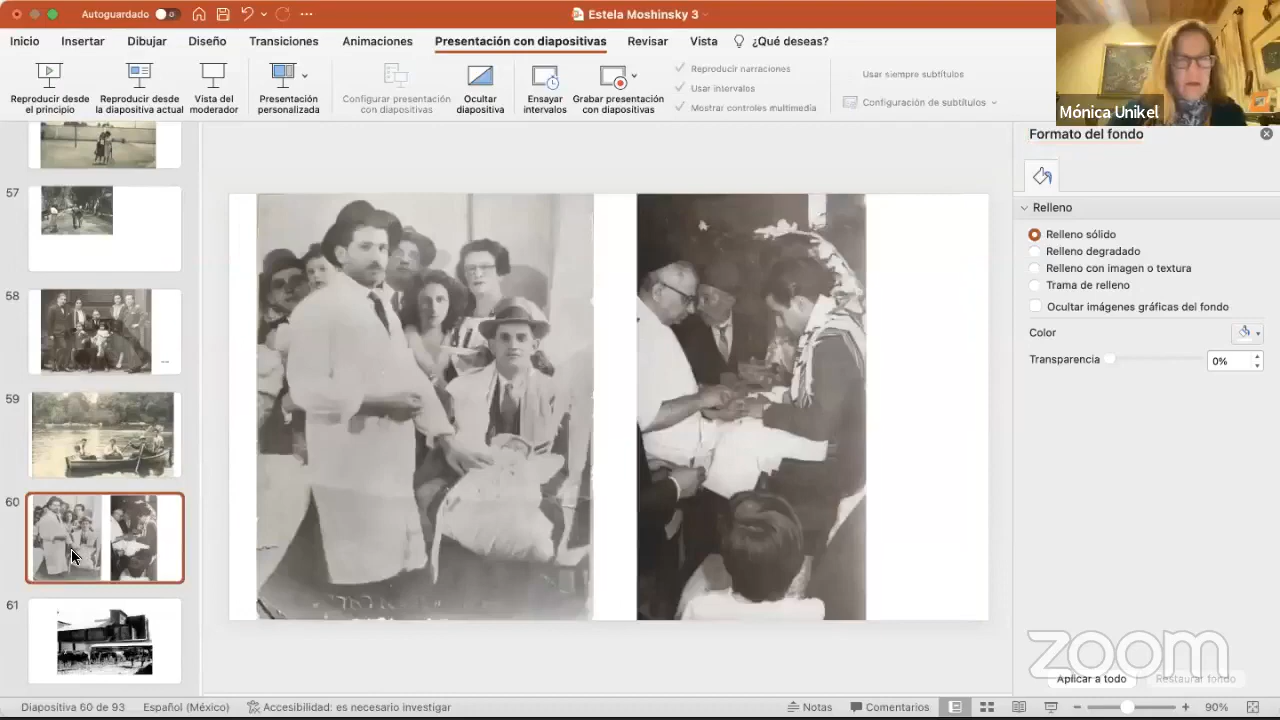 Autoguardado
Estela Moshinsky 3
Inicio
Insertar
Dibujar
Diseño
Transiciones
Animaciones
Presentación con diapositivas
Revisar
Vista
¿Qué deseas?
Reproducir desde
el principio
Reproducir desde
la diapositiva actual
Vista del
moderador
Presentación
personalizada
Configurar presentación
con diapositivas
Ocultar
diapositiva
Ensayar
intervalos
Grabar presentación
con diapositivas
Reproducir narraciones
Usar intervalos
Mostrar controles multimedia
Usar siempre subtítulos
Configuración de subtítulos
Mónica Unikel
Formato del fondo
Relleno
Relleno sólido
Relleno degradado
Relleno con imagen o textura
Trama de relleno
Ocultar imágenes gráficas del fondo
Color
Transparencia
0%
57
58
59
60
61
zoom
Aplicar a todo
Restaurar fondo
Diapositiva 60 de 93
Español (México)
Accesibilidad: es necesario investigar
Notas
Comentarios
90%